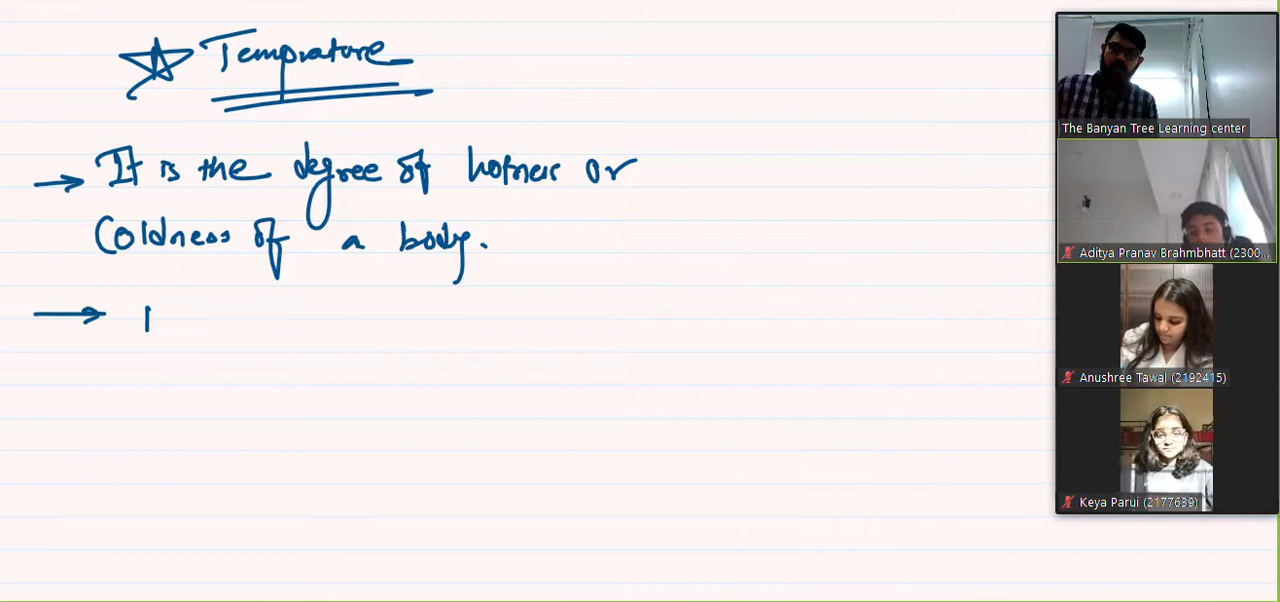 Temprature
→ It is the degree of hotness or
Coldness of a body.
→ I
The Banyan Tree Learning center
Aditya Pranav Brahmbhatt (2300...
Anushree Tawal (2192415)
Keya Parui (2177639)